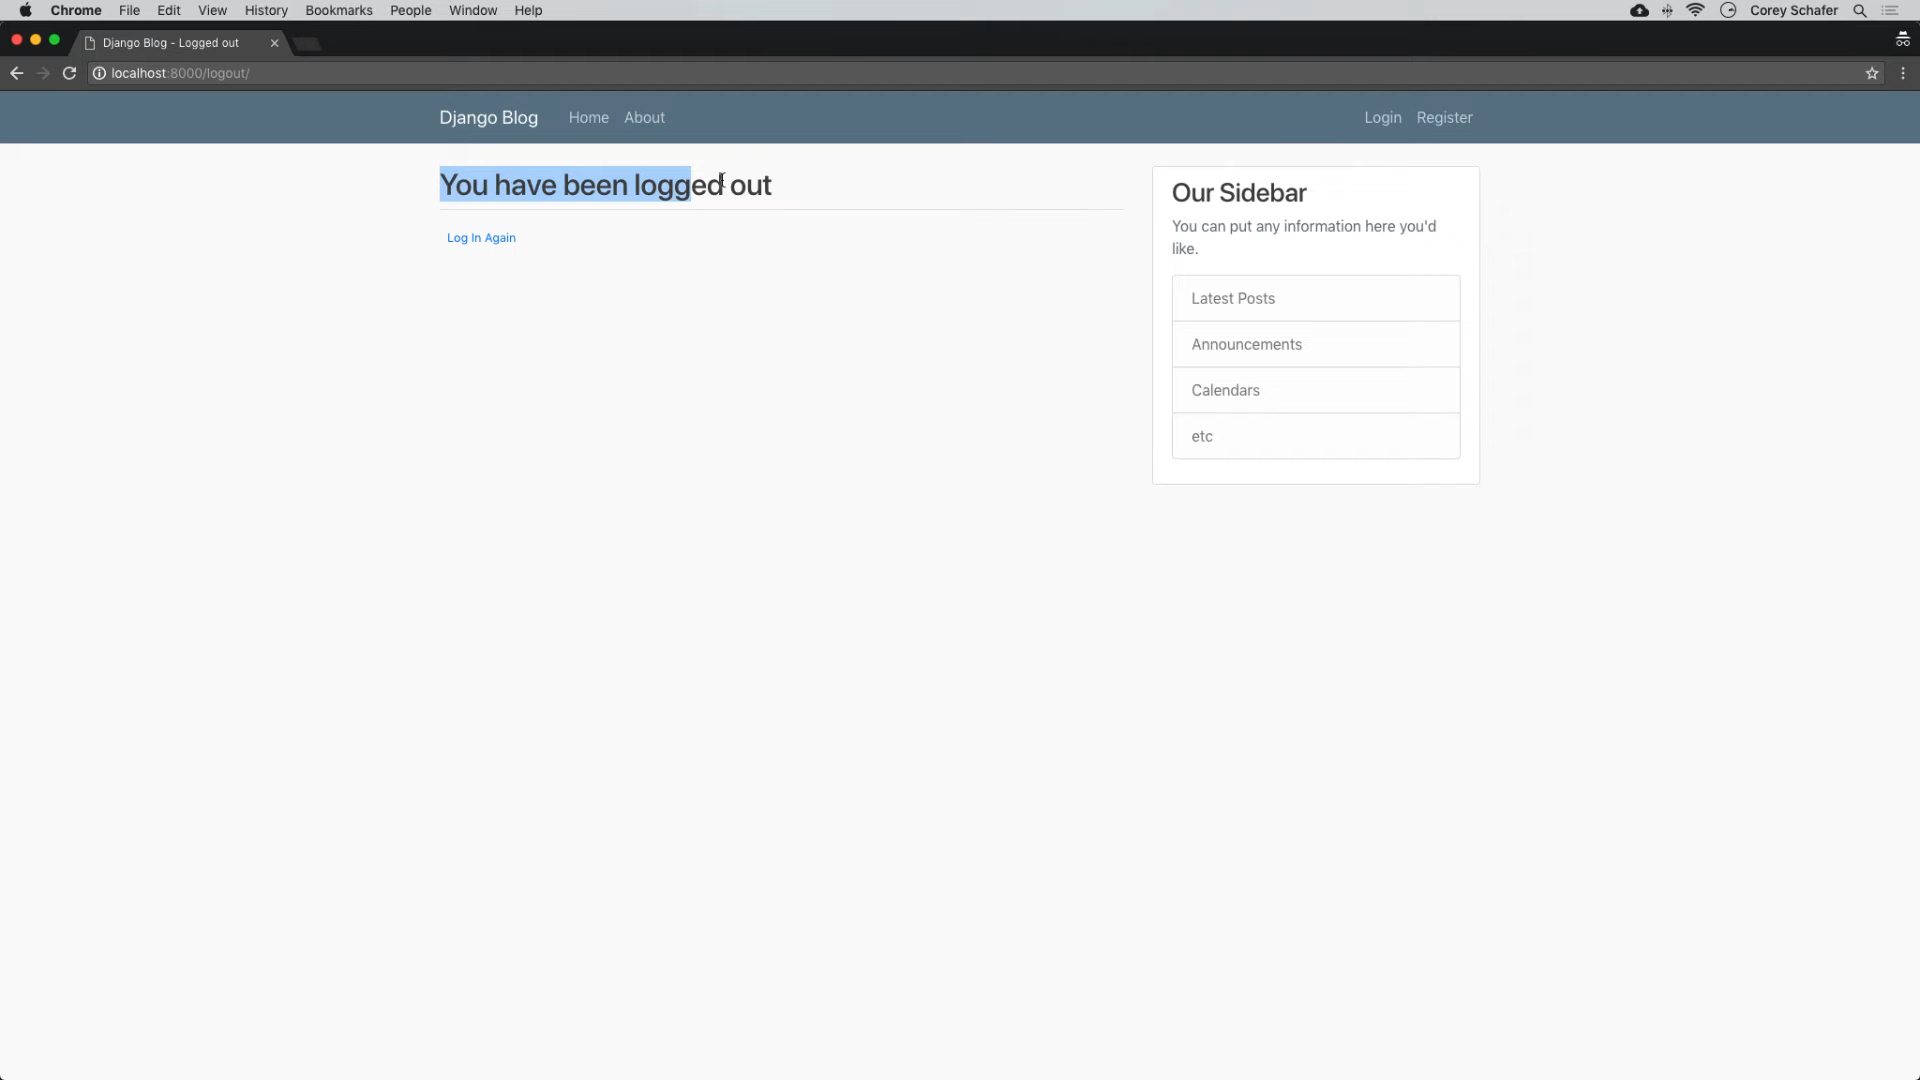 Chrome File Edit View History Bookmarks People Window Help Corey Schafer
Django Blog - Logged out
localhost:8000/logout/
Django Blog Home About Login Register
You have been logged out
Log In Again
Our Sidebar
You can put any information here you'd
like.
Latest Posts
Announcements
Calendars
etc